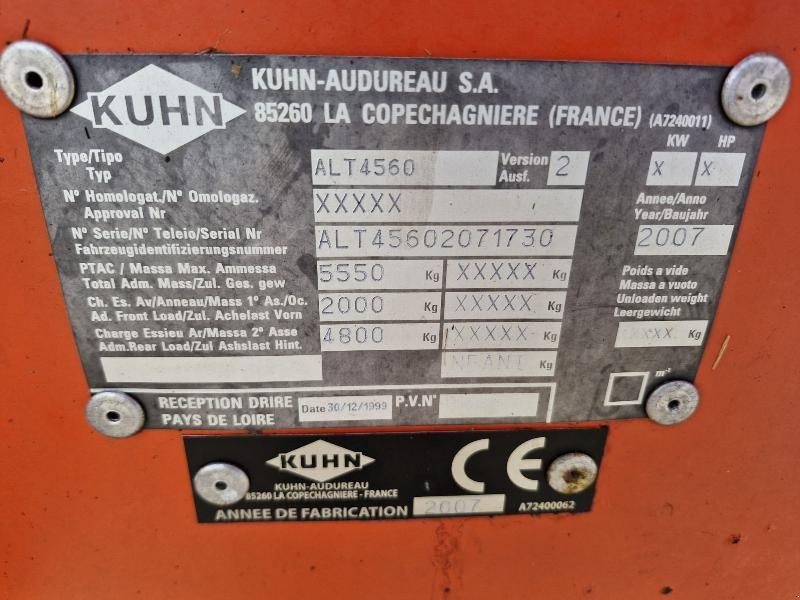 KUHN
KUHN-AUDUREAU S.A.
85260 LA COPECHAGNIERE (FRANCE) (A7240011)
KW HP
Type/Tipo
Typ
ALT4560
Version
Ausf.
2
X X
N° Homologat./N° Omologaz.
Approval Nr
XXXXX
Annee/Anno
Year/Baujahr
N° Serie/N° Teleio/Serial Nr
Fahrzeugidentifizierungsnummer
ALT45602071730
2007
PTAC / Massa Max. Ammessa
Total Adm. Mass/Zul. Ges. gew
5550 Kg XXXXX Kg
Poids a vide
Massa a vuoto
Unloaden weight
Leergewicht
Ch. Es. Av/Anneau/Mass 1° As./Oc.
Ad. Front Load/Zul. Achelast Vorn
2000 Kg XXXXX Kg
Charge Essieu Ar/Massa 2° Asse
Adm.Rear Load/Zul Ashslast Hint.
4800 Kg XXXXX Kg
XXXX Kg
Kg
RECEPTION DRIRE
PAYS DE LOIRE
Date 30/12/1999 P.V.N°
KUHN
KUHN-AUDUREAU
85260 LA COPECHAGNIERE - FRANCE
CE
ANNEE DE FABRICATION 2007 A72400062